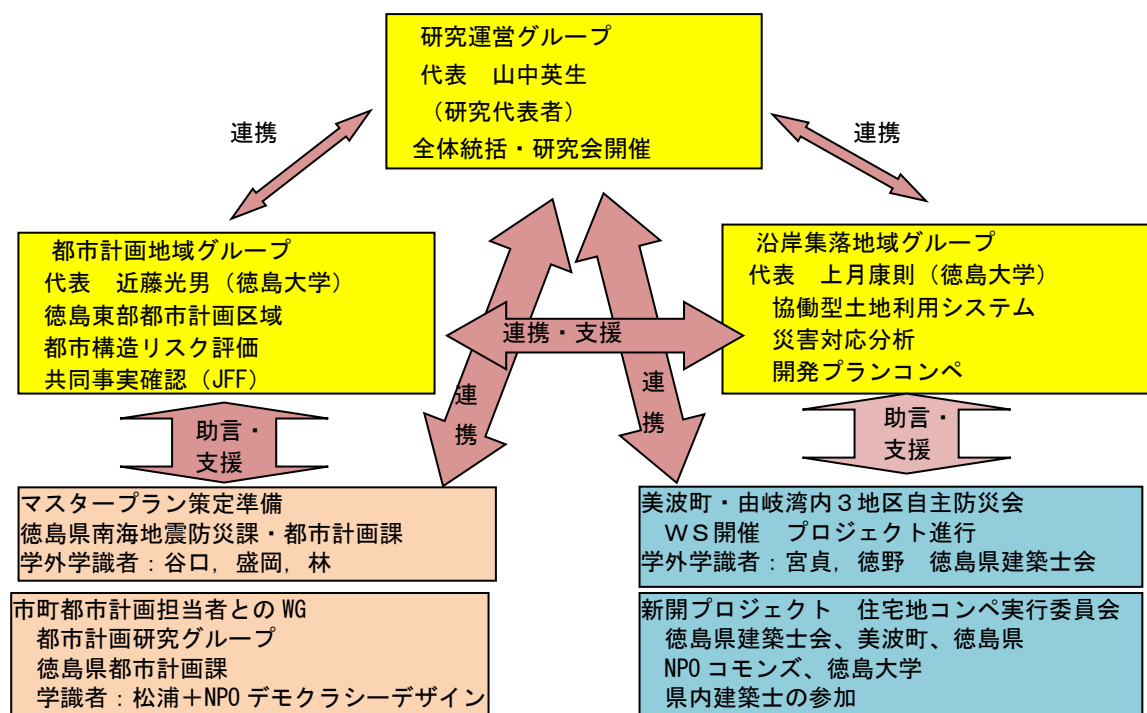 研究運営グループ
代表　山中英生
（研究代表者）
全体統括・研究会開催
連携
連携
都市計画地域グループ
代表　近藤光男（徳島大学）
徳島東部都市計画区域
都市構造リスク評価
共同事実確認（JFF）
連携・支援
沿岸集落地域グループ
代表　上月康則（徳島大学）
協働型土地利用システム
災害対応分析
開発プランコンペ
連携
連携
助言・
支援
助言・
支援
マスタープラン策定準備
徳島県南海地震防災課・都市計画課
学外学識者：谷口, 盛岡, 林
市町都市計画担当者とのWG
都市計画研究グループ
徳島県都市計画課
学識者：松浦＋NPOデモクラシーデザイン
美波町・由岐湾内３地区自主防災会
ＷＳ開催　プロジェクト進行
学外学識者：宮貞, 徳野　徳島県建築士会
新開プロジェクト　住宅地コンペ実行委員会
徳島県建築士会、美波町、徳島県
NPOコモンズ、徳島大学
県内建築士の参加